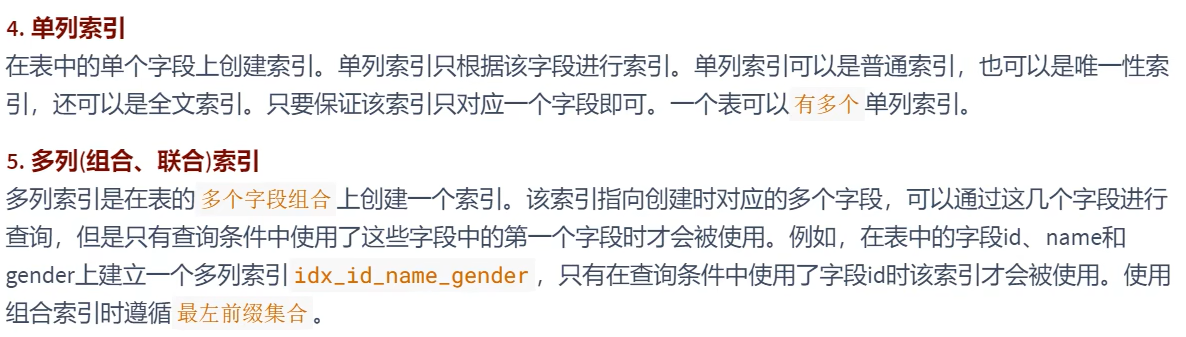 4. 单列索引
在表中的单个字段上创建索引。单列索引只根据该字段进行索引。单列索引可以是普通索引，也可以是唯一性索
引，还可以是全文索引。只要保证该索引只对应一个字段即可。一个表可以 有多个 单列索引。
5. 多列(组合、联合)索引
多列索引是在表的 多个字段组合 上创建一个索引。该索引指向创建时对应的多个字段，可以通过这几个字段进行
查询，但是只有查询条件中使用了这些字段中的第一个字段时才会被使用。例如，在表中的字段id、name和
gender上建立一个多列索引 idx_id_name_gender ，只有在查询条件中使用了字段id时该索引才会被使用。使用
组合索引时遵循 最左前缀集合 。